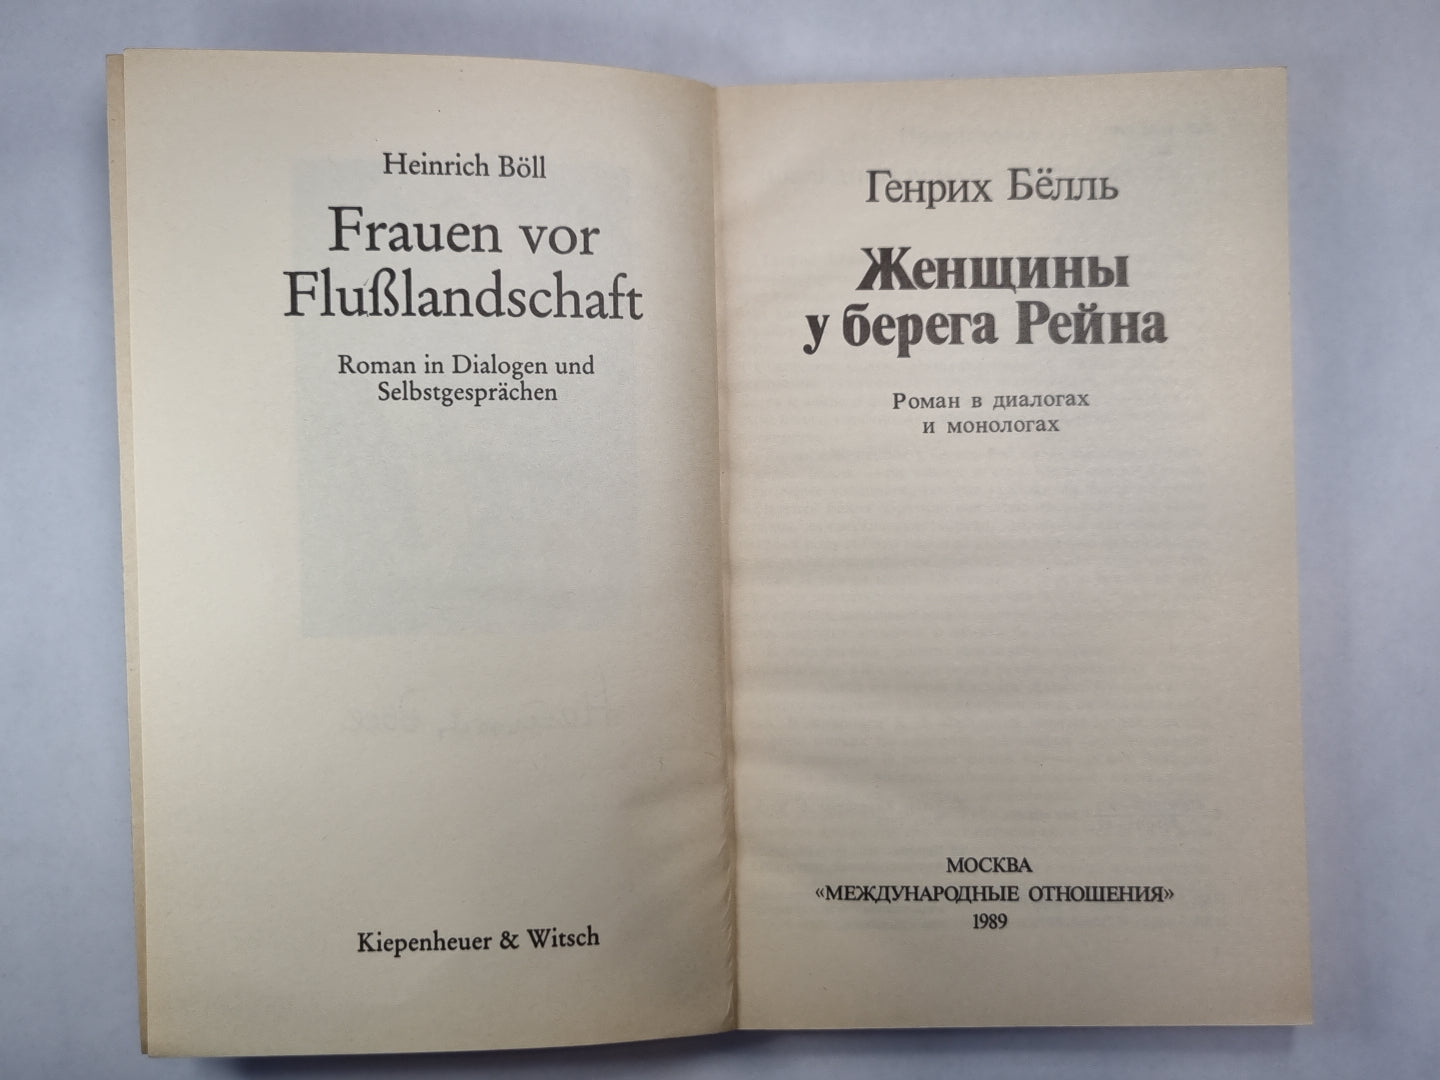 Heinrich Böll
Frauen vor
Flußlandschaft
Roman in Dialogen und
Selbstgesprächen
Kiepenheuer & Witsch
Генрих Бёлль
Женщины
у берега Рейна
Роман в диалогах
и монологах
МОСКВА
«МЕЖДУНАРОДНЫЕ ОТНОШЕНИЯ»
1989